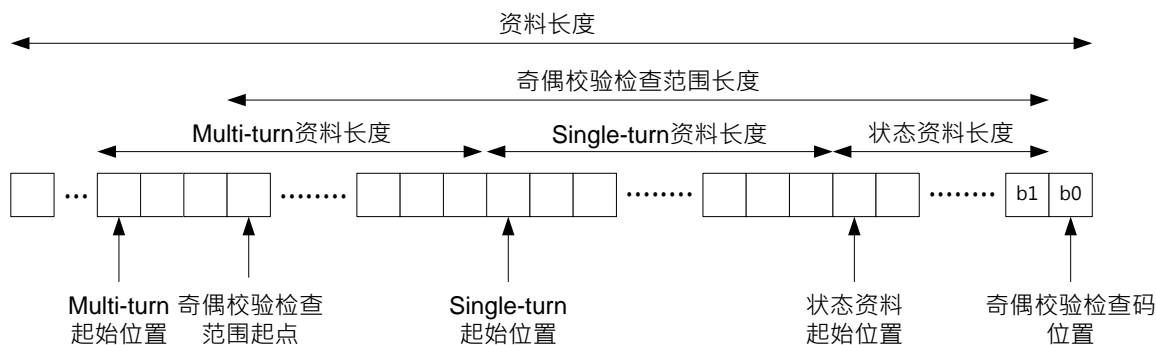 资料长度
奇偶校验检查范围长度
Multi-turn资料长度
Single-turn资料长度
状态资料长度
b1
b0
Multi-turn
起始位置
奇偶校验检查
范围起点
Single-turn
起始位置
状态资料
起始位置
奇偶校验检查码
位置